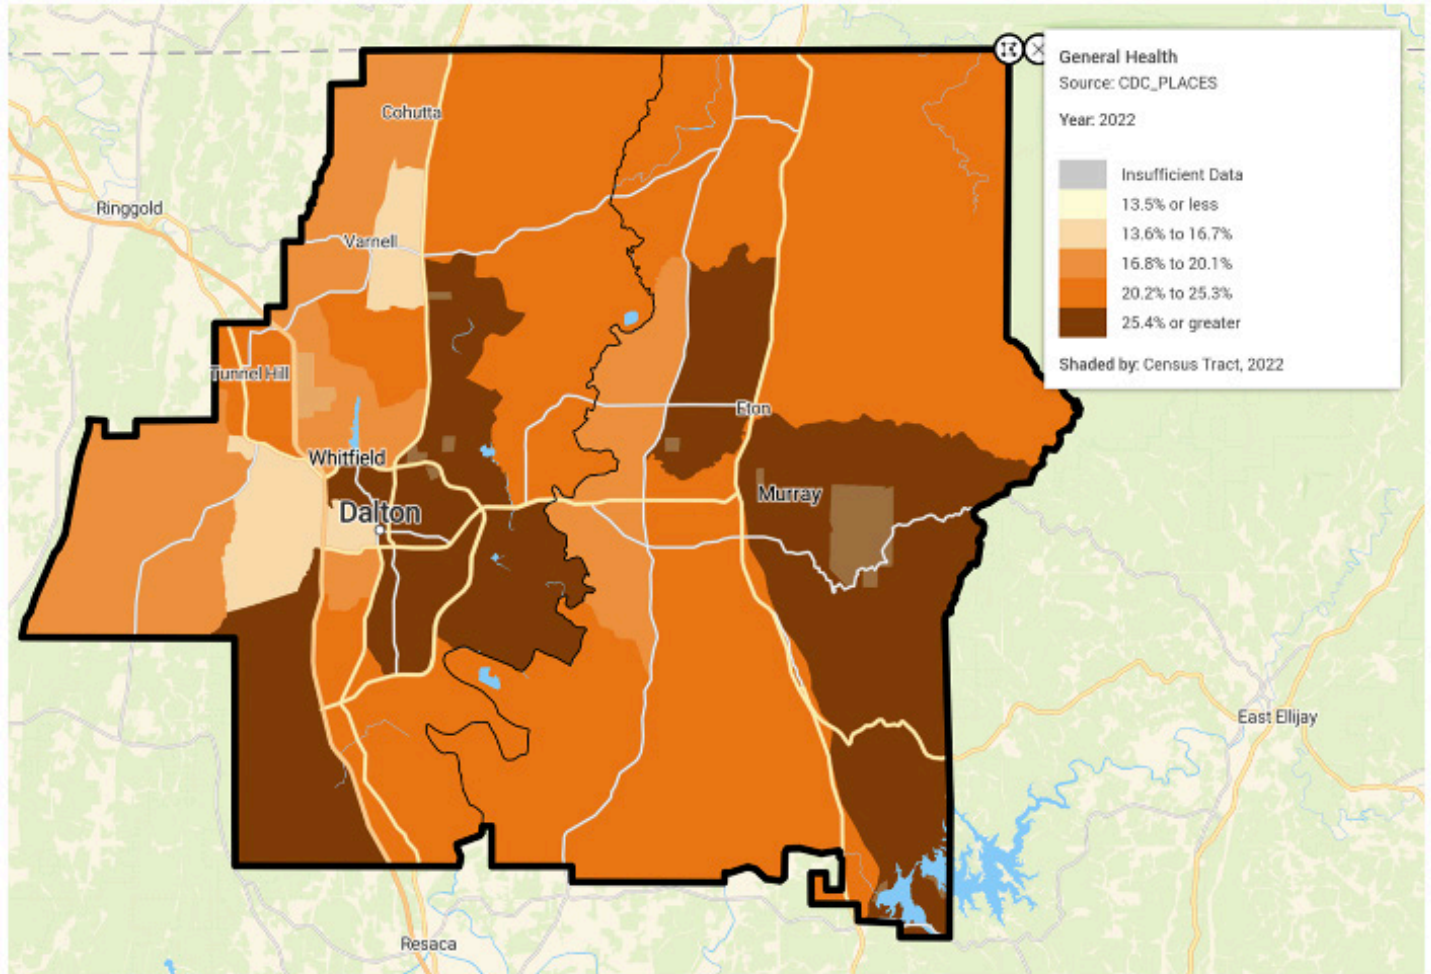 General Health
Source: CDC_PLACES
Year: 2022
Insufficient Data
13.5% or less
13.6% to 16.7%
16.8% to 20.1%
20.2% to 25.3%
25.4% or greater
Shaded by: Census Tract, 2022
Cohutta
Ringgold
Varnell
Tunnel Hill
Eton
Whitfield
Murray
Dalton
East Ellijay
Resaca